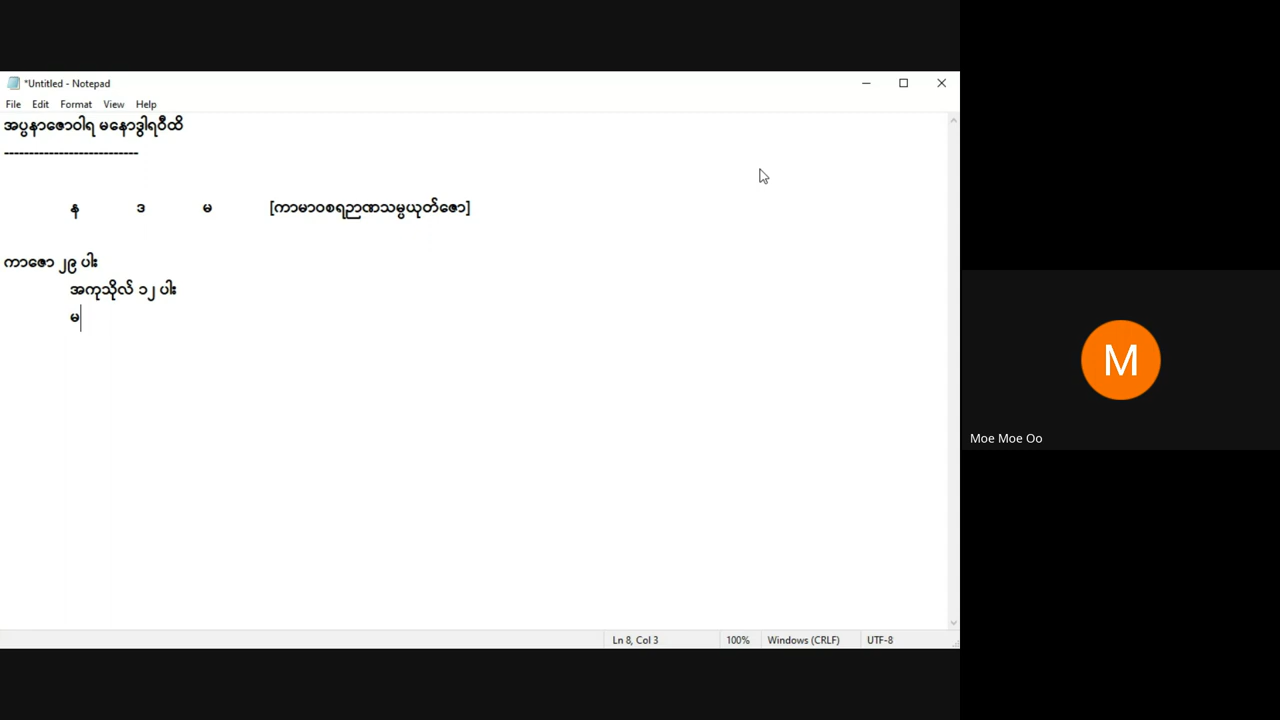 *Untitled - Notepad
File Edit Format View Help
အပ္ပနာဇောဝါရ မနောဒွါရဝီထိ
---------------------------
န ဒ မ [ကာမာဝစရဉာဏသမ္ပယုတ်ဇော]
ကာဇော ၂၉ ပါး
အကုသိုလ် ၁၂ ပါး
မ
Ln 8, Col 3 100% Windows (CRLF) UTF-8
M
Moe Moe Oo